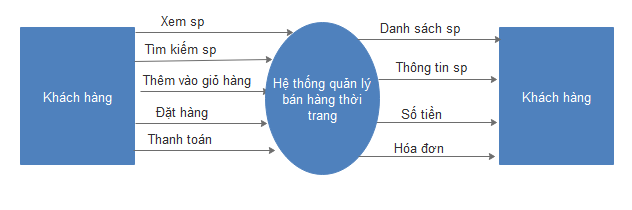 Xem sp
Tìm kiếm sp
Thêm vào giỏ hàng
Đặt hàng
Thanh toán
Khách hàng
Hệ thống quãn lý
bán hàng thời
trang
Danh sách sp
Thông tin sp
Số tiền
Hóa đơn
Khách hàng